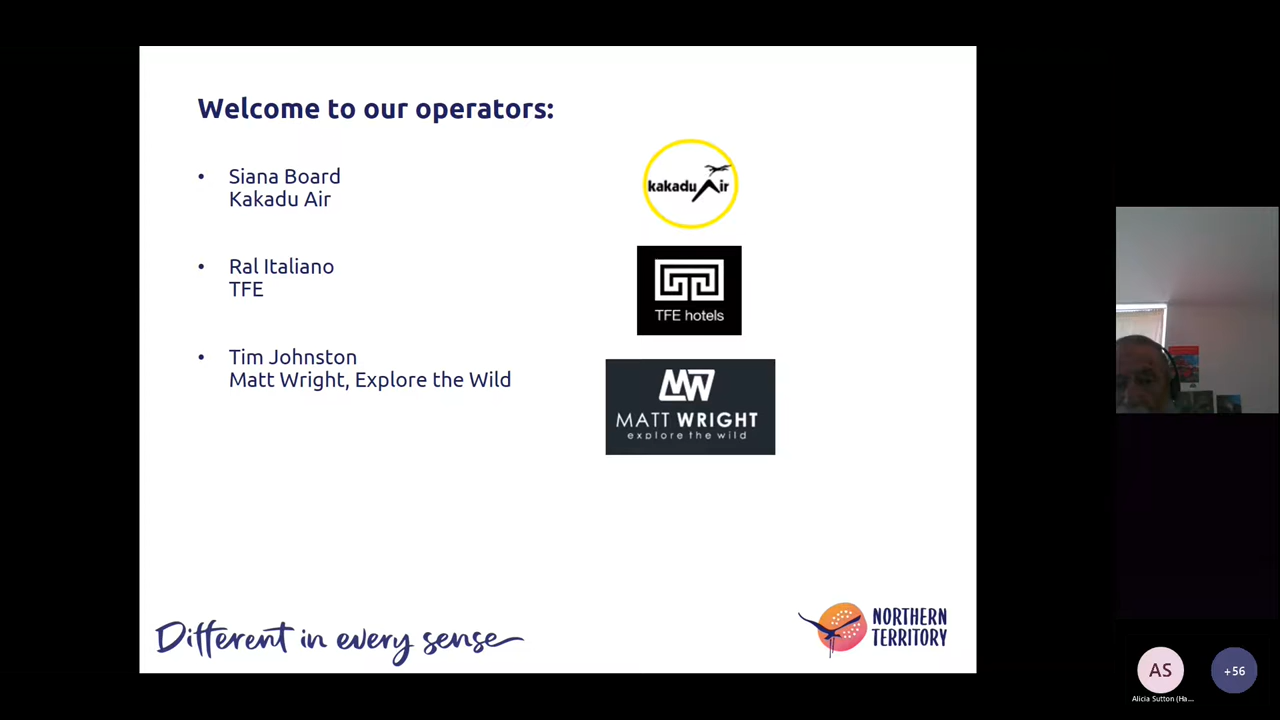 Welcome to our operators:
• Siana Board
Kakadu Air
kakadu Air
• Ral Italiano
TFE
TFE hotels
• Tim Johnston
Matt Wright, Explore the Wild
MW
MATT WRIGHT
explore the wild
Different in every sense
NORTHERN
TERRITORY
AS
+56
Alicia Sutton (Ha...